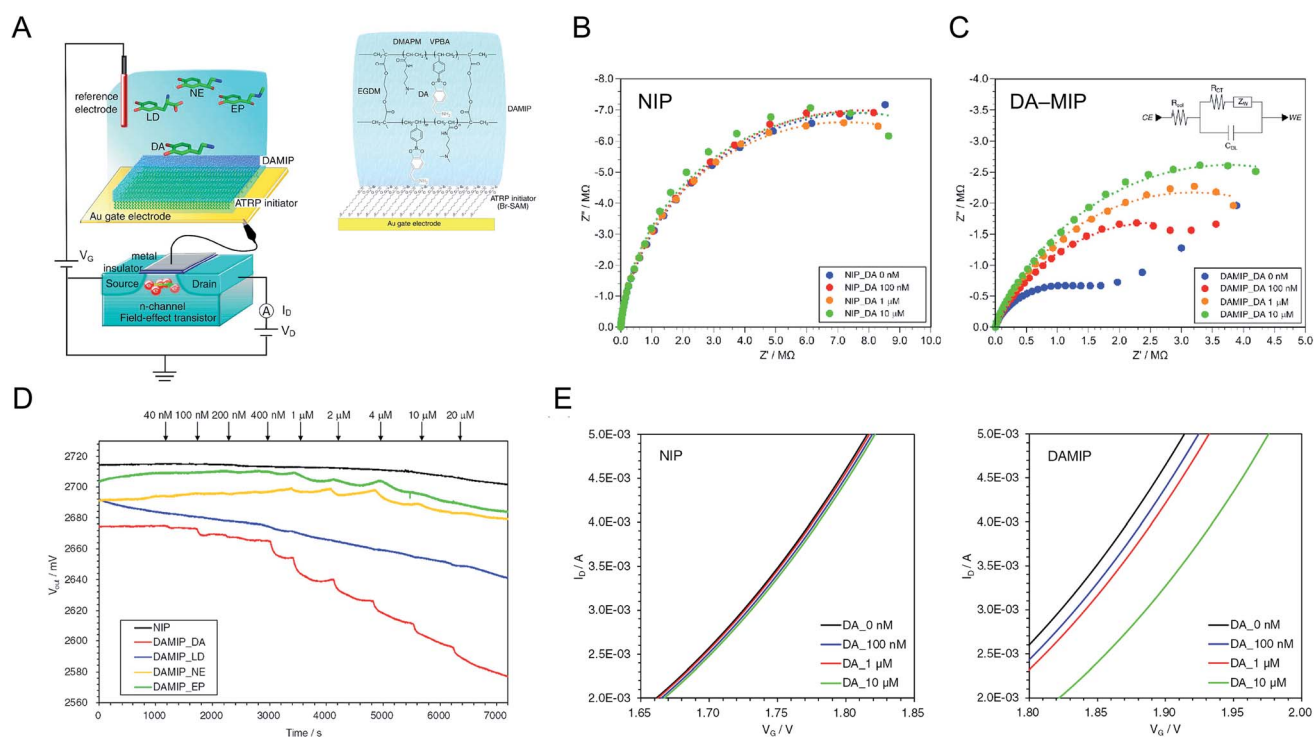 A
reference
electrode
NE
LD
EP
DA
DAMIP
ATRP
initiator
Au gate electrode
V_G
metal
insulator
Source
Drain
n-channel
Field-effect transistor
A
I_D
V_D
DMAPM VPBA
EGDM
DA
DAMIP
ATRP initiator
(Br-SAM)
Au gate electrode
B
NIP
-8.0
-7.0
-6.0
-5.0
-4.0
-3.0
-2.0
-1.0
0.0
Z" / MΩ
NIP_DA 0 nM
NIP_DA 100 nM
NIP_DA 1 µM
NIP_DA 10 µM
0.0 1.0 2.0 3.0 4.0 5.0 6.0 7.0 8.0 9.0 10.0
Z' / MΩ
C
DA–MIP
-4.0
-3.5
-3.0
-2.5
-2.0
-1.5
-1.0
-0.5
0.0
Z" / MΩ
R_sol
R_CT
Z_W
C_DL
CE
WE
DAMIP_DA 0 nM
DAMIP_DA 100 nM
DAMIP_DA 1 µM
DAMIP_DA 10 µM
0.0 0.5 1.0 1.5 2.0 2.5 3.0 3.5 4.0 4.5 5.0
Z' / MΩ
D
40 nM 100 nM 200 nM 400 nM 1 µM 2 µM 4 µM 10 µM 20 µM
2720
2700
2680
2660
2640
2620
2600
2580
2560
V_out / mV
NIP
DAMIP_DA
DAMIP_LD
DAMIP_NE
DAMIP_EP
0 1000 2000 3000 4000 5000 6000 7000
Time / s
E
NIP
5.0E-03
4.5E-03
4.0E-03
3.5E-03
3.0E-03
2.5E-03
2.0E-03
I_D / A
DA_0 nM
DA_100 nM
DA_1 µM
DA_10 µM
1.65 1.70 1.75 1.80 1.85
V_G / V
DAMIP
5.0E-03
4.5E-03
4.0E-03
3.5E-03
3.0E-03
2.5E-03
2.0E-03
I_D / A
DA_0 nM
DA_100 nM
DA_1 µM
DA_10 µM
1.80 1.85 1.90 1.95 2.00
V_G / V